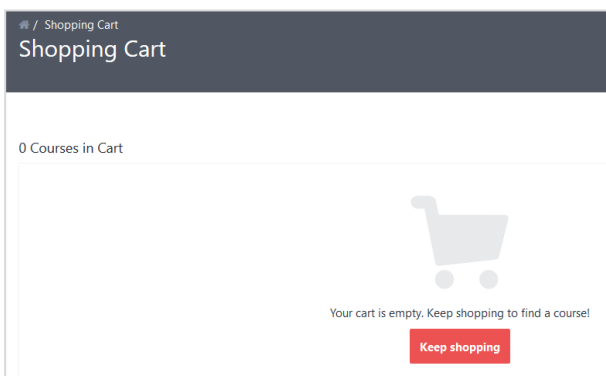 / Shopping Cart
Shopping Cart
0 Courses in Cart
Your cart is empty. Keep shopping to find a course!
Keep shopping